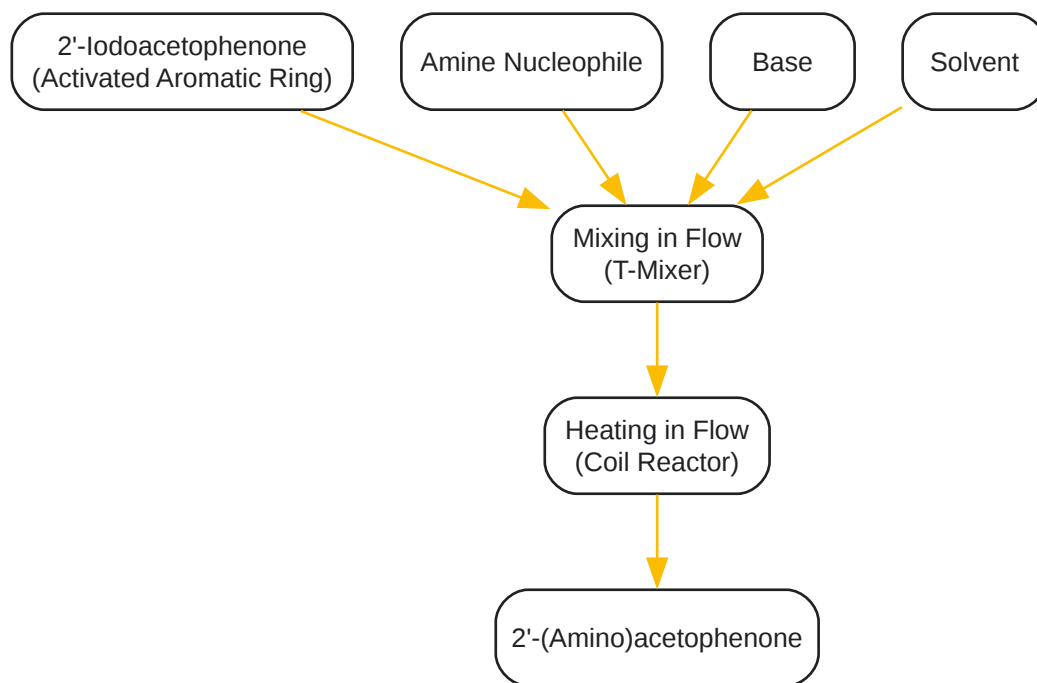 2'-Iodoacetophenone
(Activated Aromatic Ring)
Amine Nucleophile
Base
Solvent
Mixing in Flow
(T-Mixer)
Heating in Flow
(Coil Reactor)
2'-(Amino)acetophenone